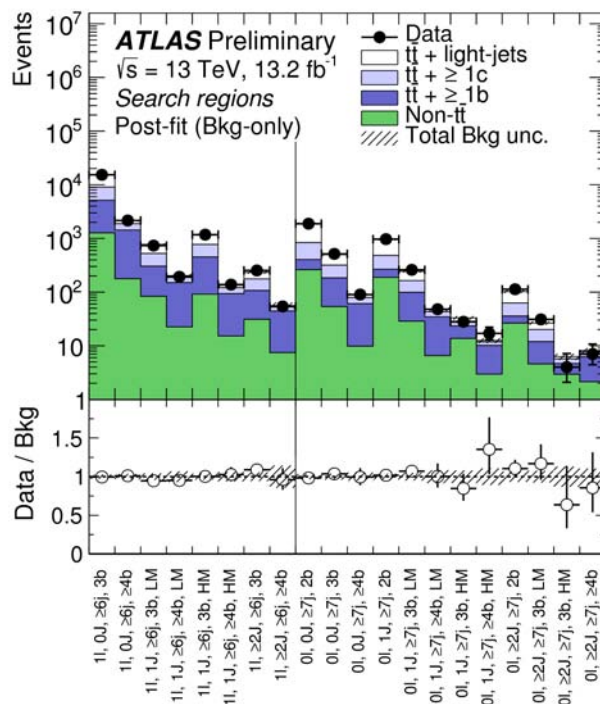 Events
10⁷
10⁶
10⁵
10⁴
10³
10²
10
1
ATLAS Preliminary
√s = 13 TeV, 13.2 fb⁻¹
Search regions
Post-fit (Bkg-only)
Data
tt̄ + light-jets
tt̄ + ≥ 1c
tt̄ + ≥ 1b
Non-tt̄
Total Bkg unc.
Data / Bkg
1.5
1
0.5
0
1l, 0J, ≥6j, 3b
1l, 0J, ≥6j, ≥4b
1l, 1J, ≥6j, 3b, LM
1l, 1J, ≥6j, ≥4b, LM
1l, 1J, ≥6j, 3b, HM
1l, 1J, ≥6j, ≥4b, HM
1l, ≥2J, ≥6j, 3b
1l, ≥2J, ≥6j, ≥4b
0l, 0J, ≥7j, 2b
0l, 0J, ≥7j, 3b
0l, 0J, ≥7j, ≥4b
0l, 1J, ≥7j, 2b
0l, 1J, ≥7j, 3b, LM
0l, 1J, ≥7j, ≥4b, LM
0l, 1J, ≥7j, 3b, HM
0l, 1J, ≥7j, ≥4b, HM
0l, ≥2J, ≥7j, 2b
0l, ≥2J, ≥7j, 3b, LM
0l, ≥2J, ≥7j, 3b, HM
0l, ≥2J, ≥7j, ≥4b